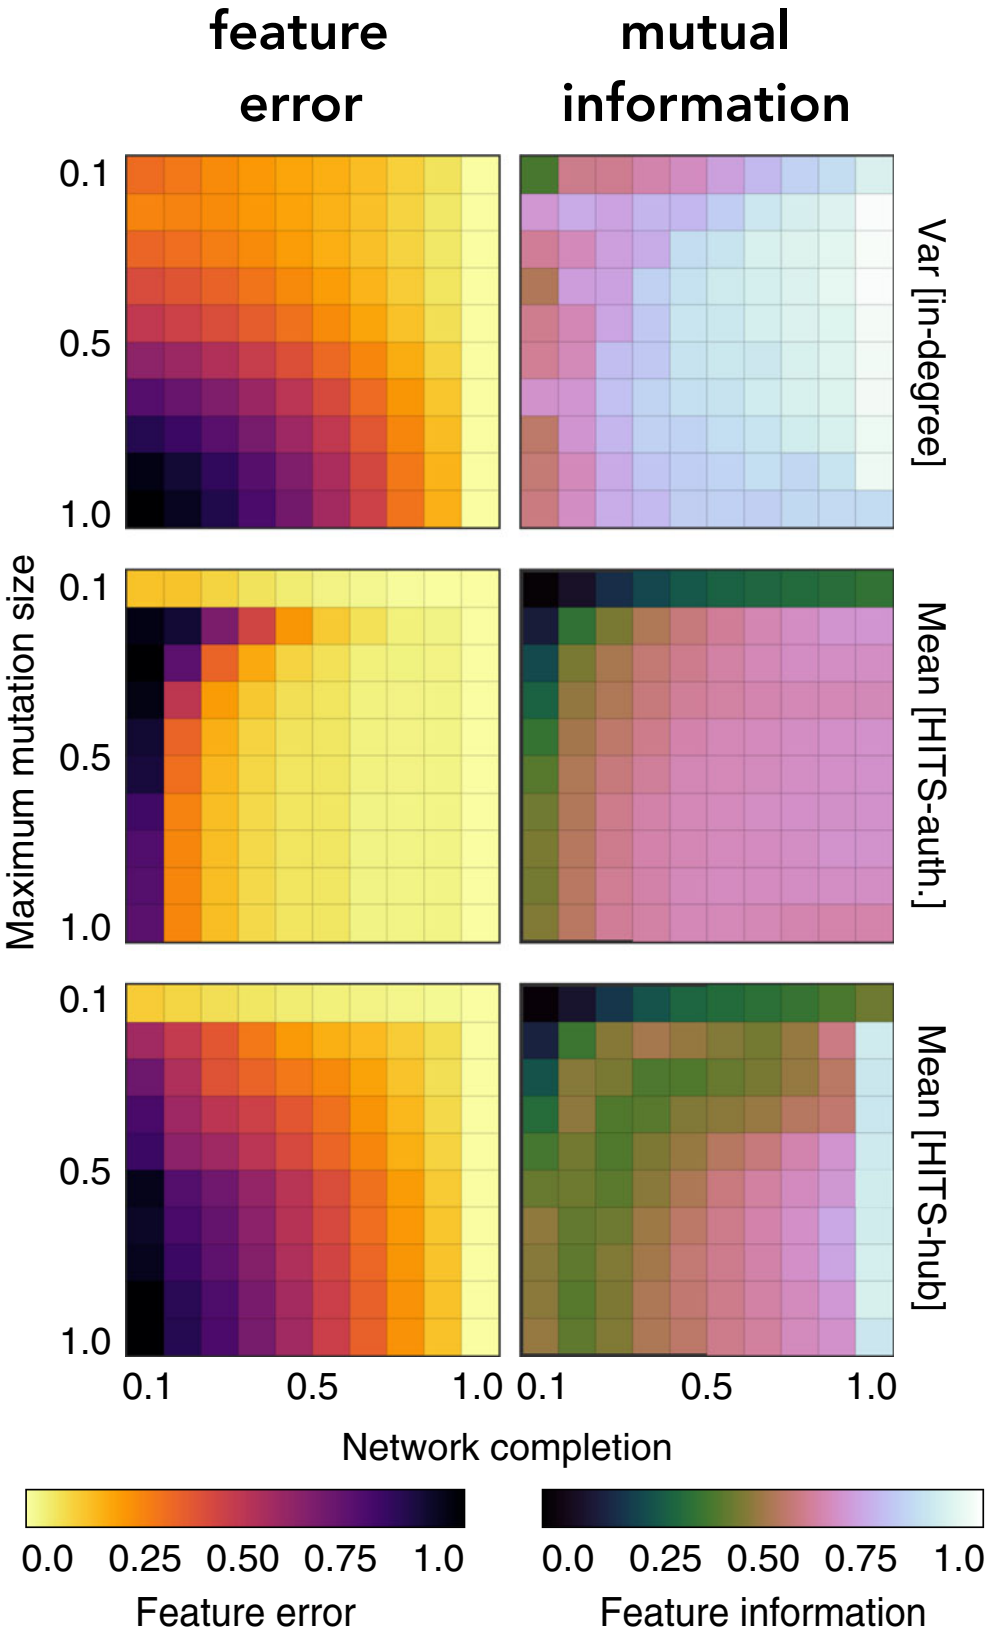 feature mutual
error information
0.1
0.5
1.0
Var [in-degree]
0.1
0.5
1.0
Mean [HITS-auth.]
Maximum mutation size
0.1
0.5
1.0
Mean [HITS-hub]
0.1 0.5 1.0 0.1 0.5 1.0
Network completion
0.0 0.25 0.50 0.75 1.0 0.0 0.25 0.50 0.75 1.0
Feature error Feature information